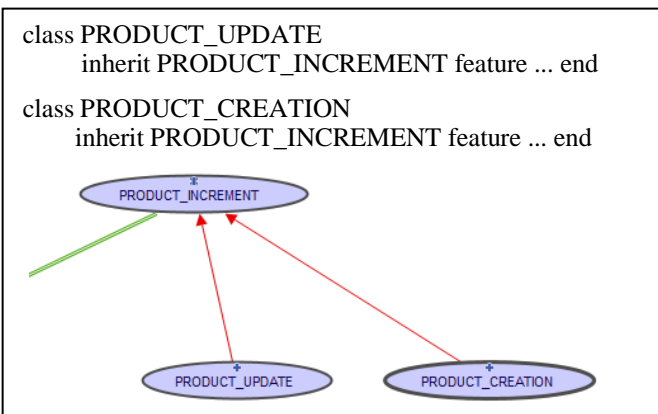 class PRODUCT_UPDATE
inherit PRODUCT_INCREMENT feature ... end
class PRODUCT_CREATION
inherit PRODUCT_INCREMENT feature ... end
*
PRODUCT_INCREMENT
+
PRODUCT_UPDATE
+
PRODUCT_CREATION